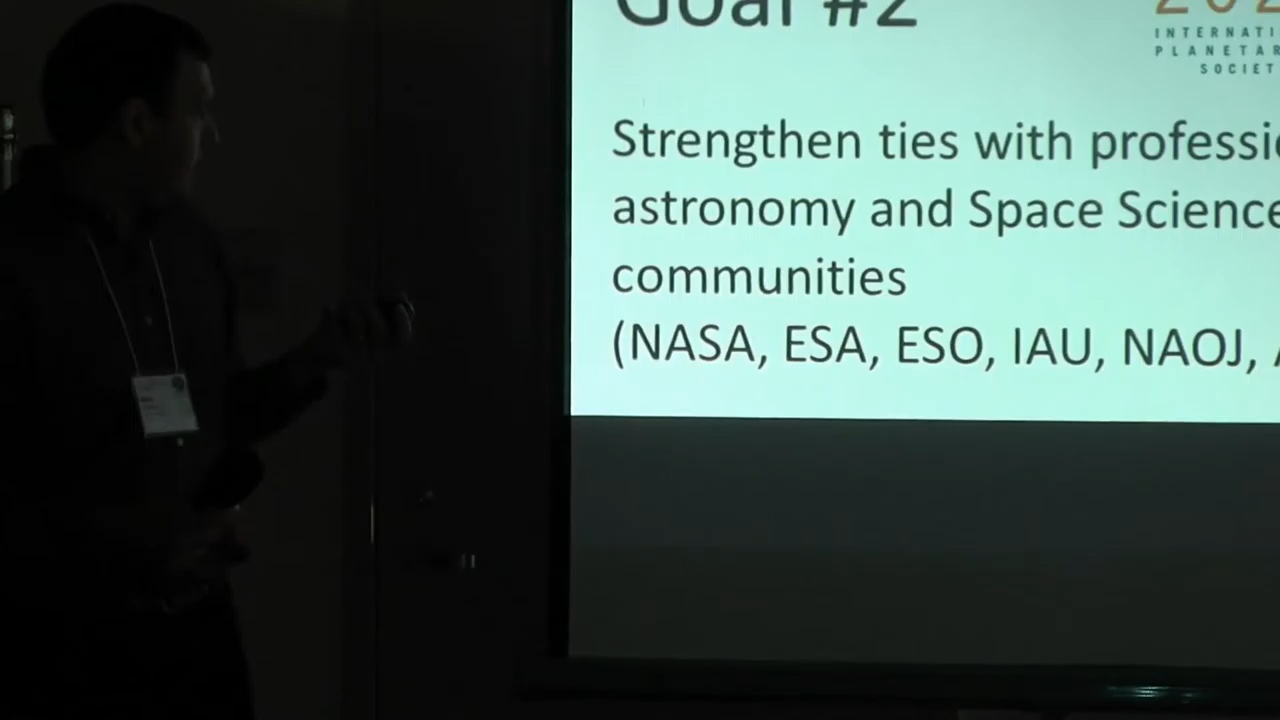 Goal #2
202
INTERNATI
PLANETAR
SOCIET
Strengthen ties with professi
astronomy and Space Science
communities
(NASA, ESA, ESO, IAU, NAOJ,